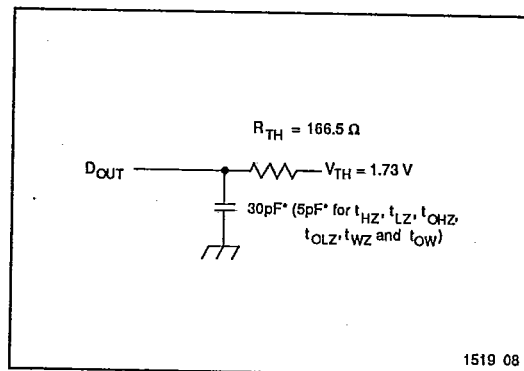 R_TH = 166.5 Ω
D_OUT
V_TH = 1.73 V
30pF* (5pF* for t_HZ, t_LZ, t_OHZ,
t_OLZ, t_WZ and t_OW)
1519 08